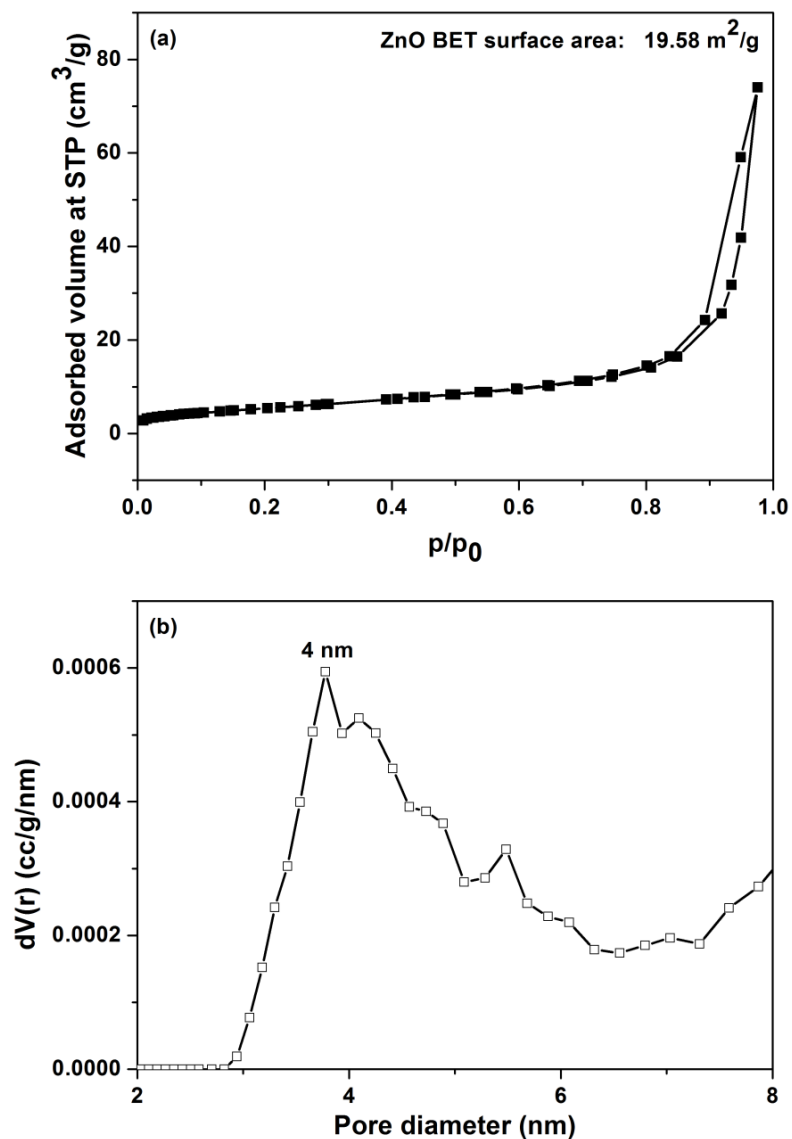 (a)
ZnO BET surface area: 19.58 m²/g
Adsorbed volume at STP (cm³/g)
80
60
40
20
0
0.0 0.2 0.4 0.6 0.8 1.0
p/p₀
(b)
4 nm
dV(r) (cc/g/nm)
0.0006
0.0004
0.0002
0.0000
2 4 6 8
Pore diameter (nm)